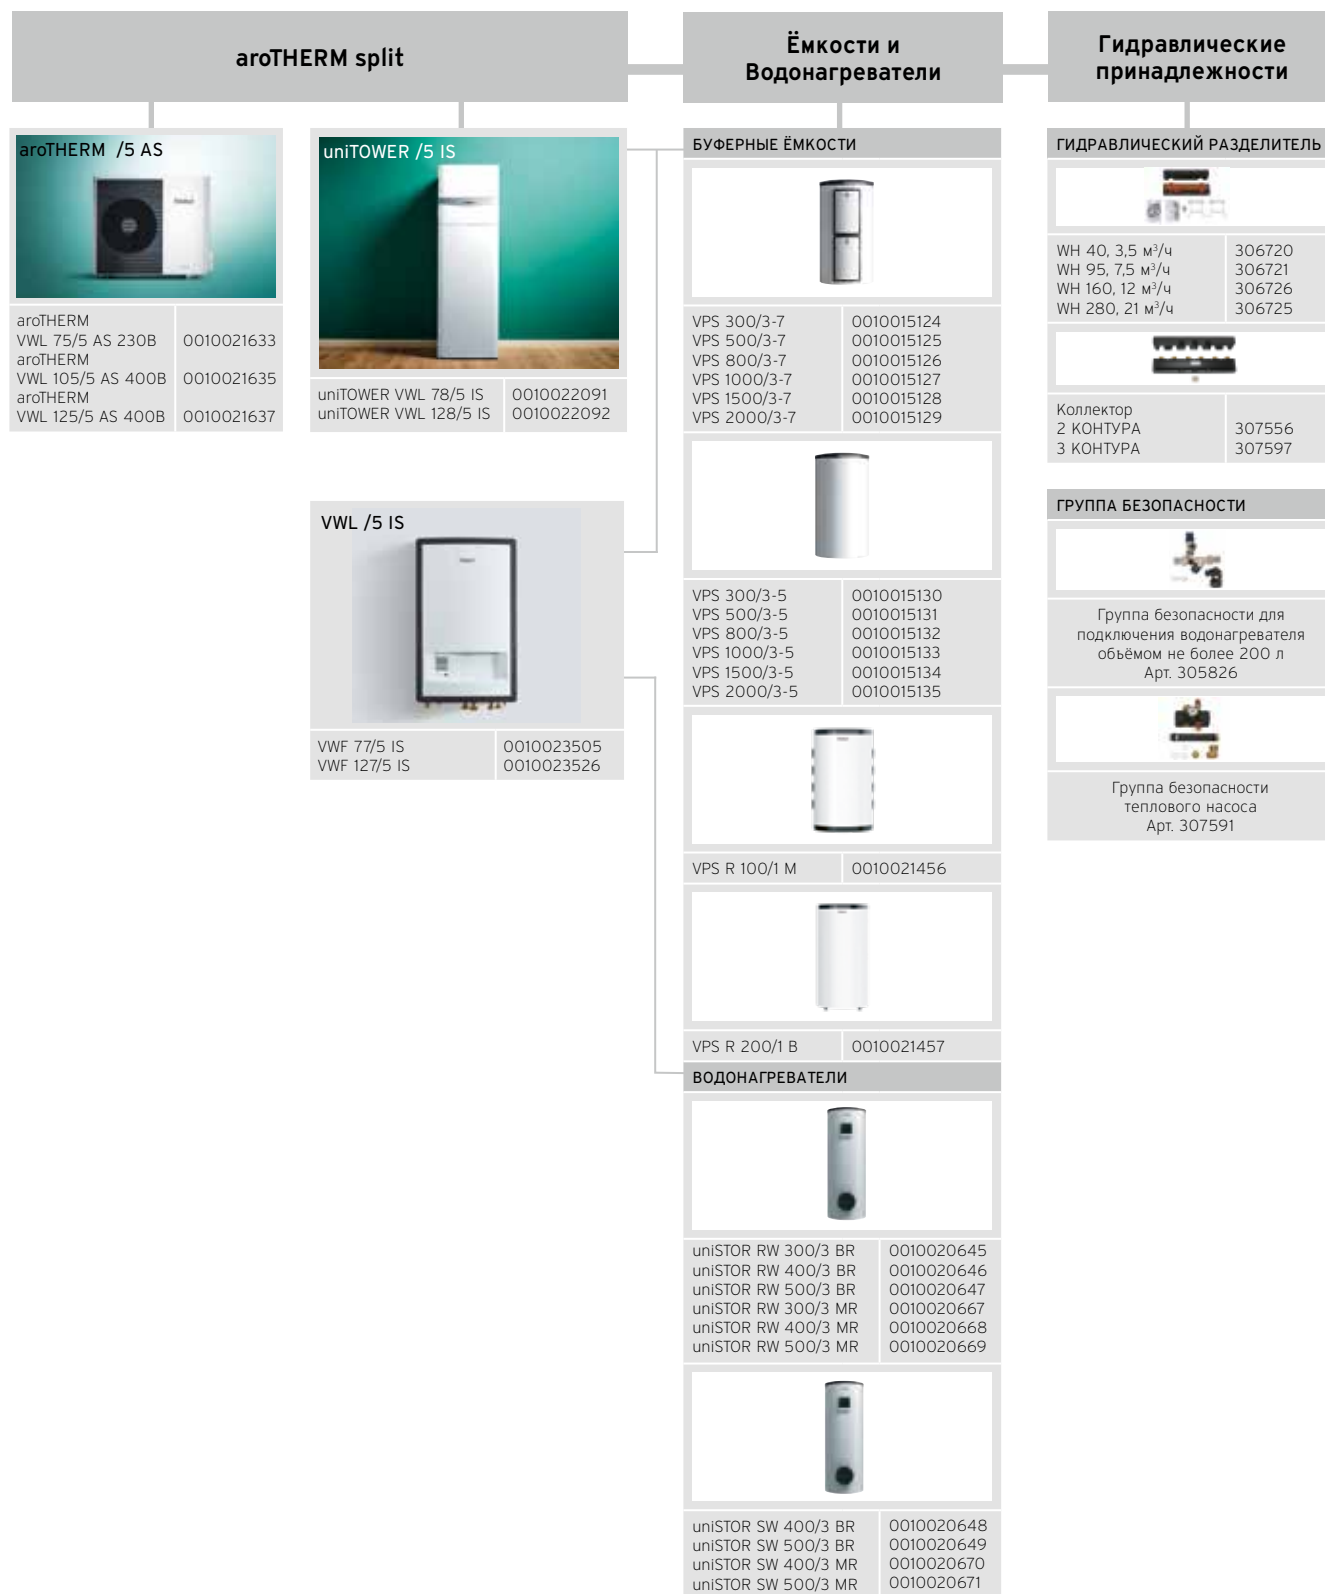 aroTHERM split
Ёмкости и
Водонагреватели
Гидравлические
принадлежности
aroTHERM /5 AS
aroTHERM
VWL 75/5 AS 230В 0010021633
aroTHERM
VWL 105/5 AS 400В 0010021635
aroTHERM
VWL 125/5 AS 400В 0010021637
uniTOWER /5 IS
uniTOWER VWL 78/5 IS 0010022091
uniTOWER VWL 128/5 IS 0010022092
VWL /5 IS
VWF 77/5 IS 0010023505
VWF 127/5 IS 0010023526
БУФЕРНЫЕ ЁМКОСТИ
VPS 300/3-7 0010015124
VPS 500/3-7 0010015125
VPS 800/3-7 0010015126
VPS 1000/3-7 0010015127
VPS 1500/3-7 0010015128
VPS 2000/3-7 0010015129
VPS 300/3-5 0010015130
VPS 500/3-5 0010015131
VPS 800/3-5 0010015132
VPS 1000/3-5 0010015133
VPS 1500/3-5 0010015134
VPS 2000/3-5 0010015135
VPS R 100/1 M 0010021456
VPS R 200/1 B 0010021457
ВОДОНАГРЕВАТЕЛИ
uniSTOR RW 300/3 BR 0010020645
uniSTOR RW 400/3 BR 0010020646
uniSTOR RW 500/3 BR 0010020647
uniSTOR RW 300/3 MR 0010020667
uniSTOR RW 400/3 MR 0010020668
uniSTOR RW 500/3 MR 0010020669
uniSTOR SW 400/3 BR 0010020648
uniSTOR SW 500/3 BR 0010020649
uniSTOR SW 400/3 MR 0010020670
uniSTOR SW 500/3 MR 0010020671
ГИДРАВЛИЧЕСКИЙ РАЗДЕЛИТЕЛЬ
WH 40, 3,5 м³/ч 306720
WH 95, 7,5 м³/ч 306721
WH 160, 12 м³/ч 306726
WH 280, 21 м³/ч 306725
Коллектор
2 КОНТУРА 307556
3 КОНТУРА 307597
ГРУППА БЕЗОПАСНОСТИ
Группа безопасности для
подключения водонагревателя
объёмом не более 200 л
Арт. 305826
Группа безопасности
теплового насоса
Арт. 307591